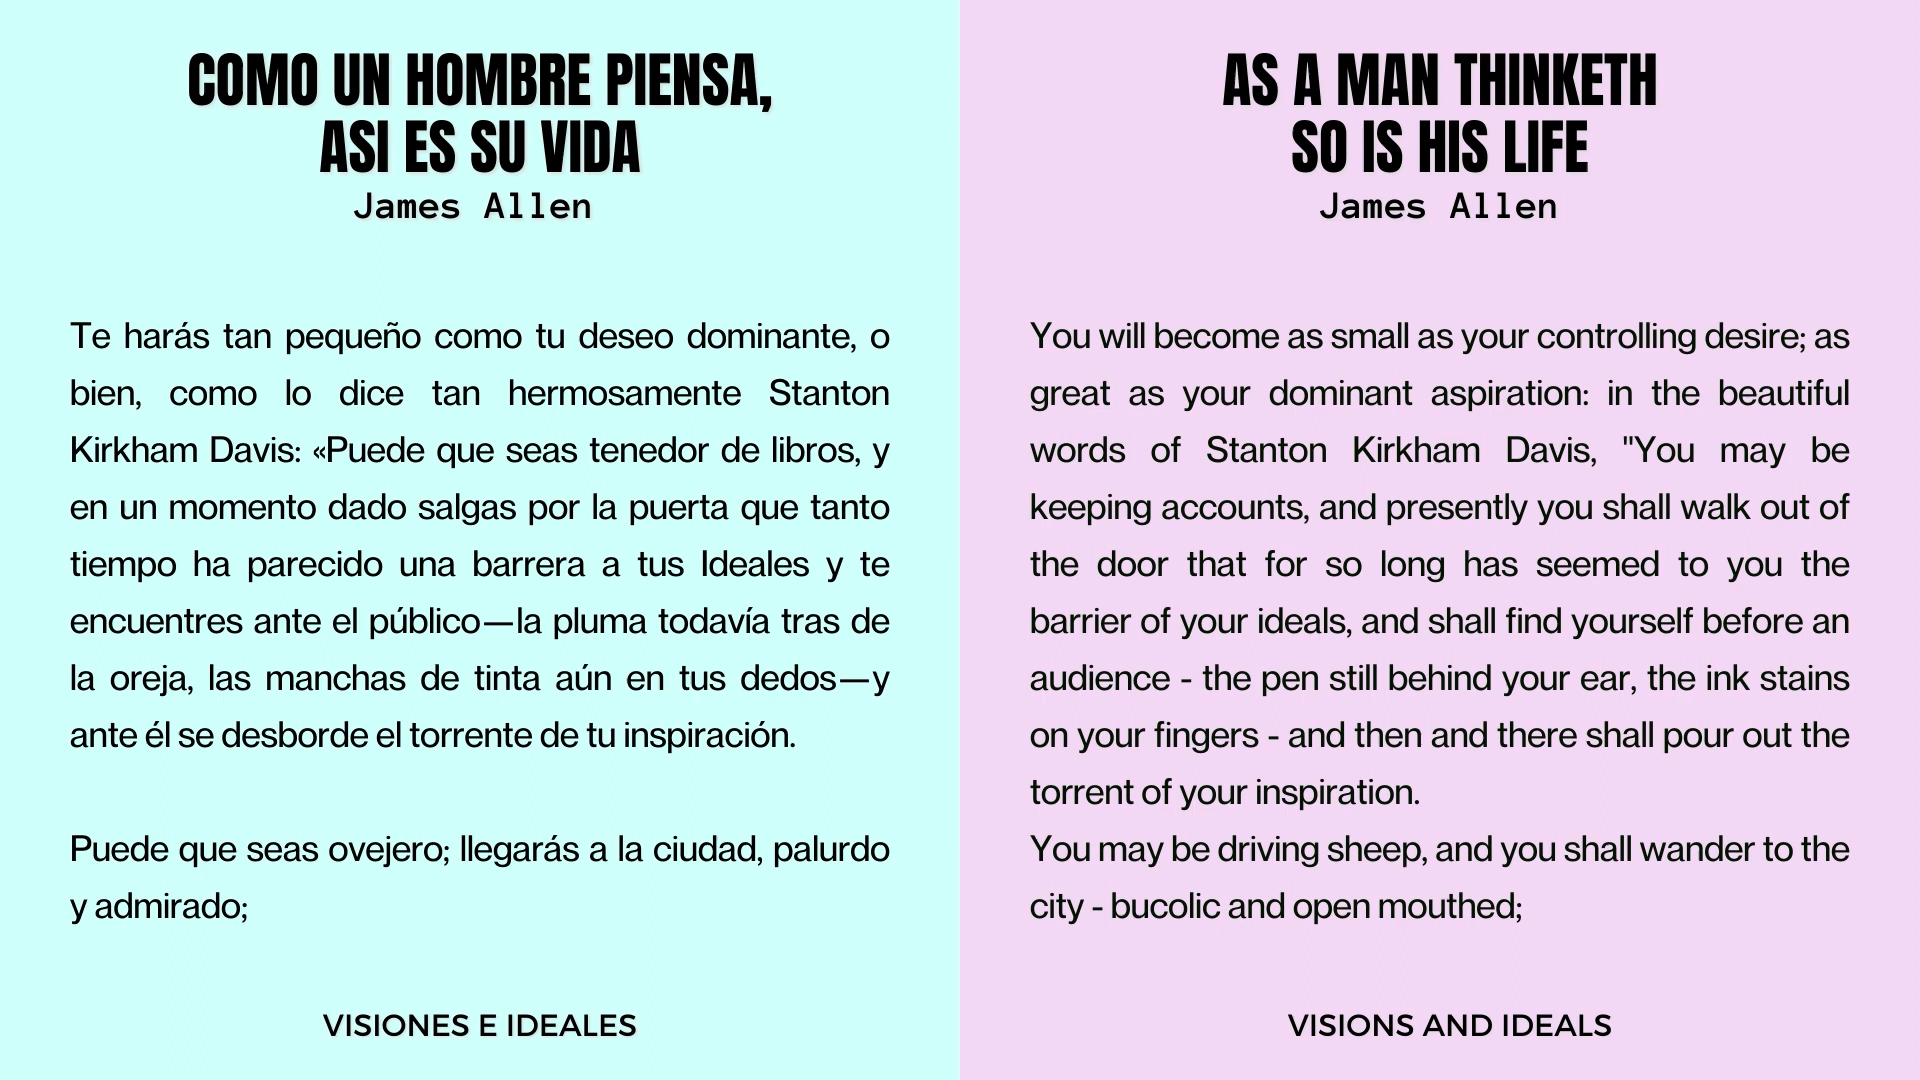 COMO UN HOMBRE PIENSA,
ASI ES SU VIDA
James Allen
Te harás tan pequeño como tu deseo dominante, o
bien, como lo dice tan hermosamente Stanton
Kirkham Davis: «Puede que seas tenedor de libros, y
en un momento dado salgas por la puerta que tanto
tiempo ha parecido una barrera a tus Ideales y te
encuentres ante el público—la pluma todavía tras de
la oreja, las manchas de tinta aún en tus dedos—y
ante él se desborde el torrente de tu inspiración.
Puede que seas ovejero; llegarás a la ciudad, palurdo
y admirado;
VISIONES E IDEALES
AS A MAN THINKETH
SO IS HIS LIFE
James Allen
You will become as small as your controlling desire; as
great as your dominant aspiration: in the beautiful
words of Stanton Kirkham Davis, "You may be
keeping accounts, and presently you shall walk out of
the door that for so long has seemed to you the
barrier of your ideals, and shall find yourself before an
audience - the pen still behind your ear, the ink stains
on your fingers - and then and there shall pour out the
torrent of your inspiration.
You may be driving sheep, and you shall wander to the
city - bucolic and open mouthed;
VISIONS AND IDEALS